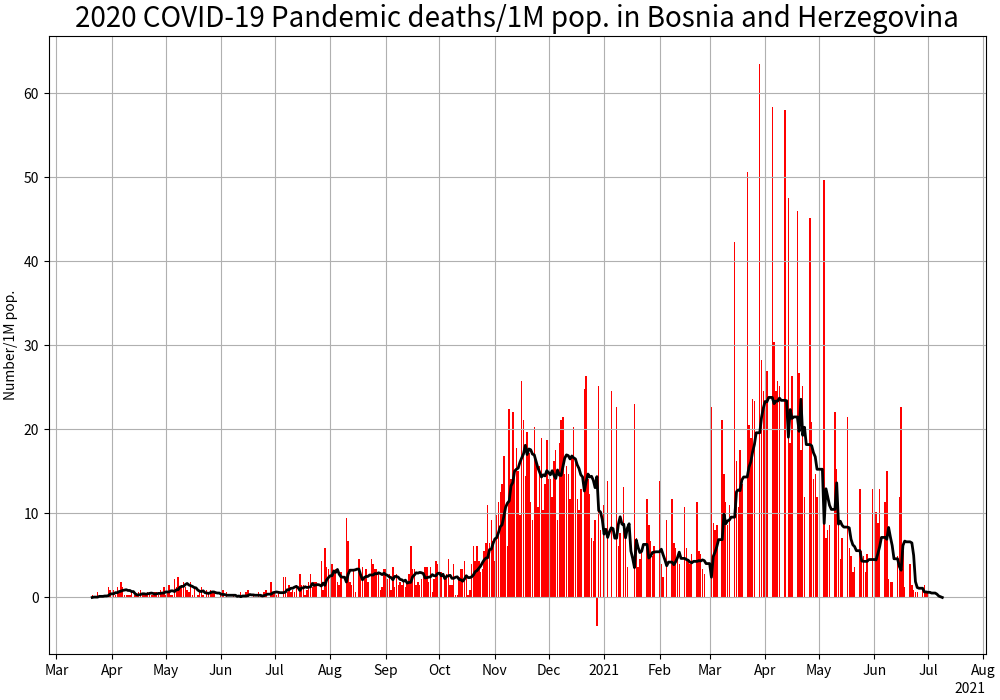 2020 COVID-19 Pandemic deaths/1M pop. in Bosnia and Herzegovina
Number/1M pop.
60
50
40
30
20
10
0
Mar Apr May Jun Jul Aug Sep Oct Nov Dec 2021 Feb Mar Apr May Jun Jul Aug
2021